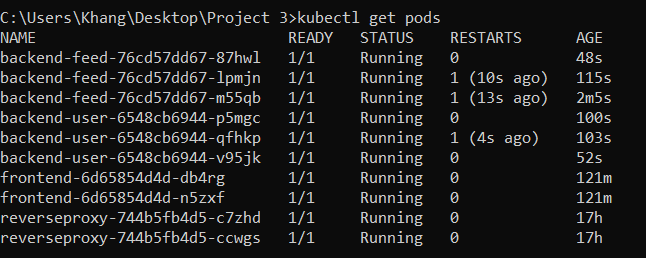 C:\Users\Khang\Desktop\Project 3>kubectl get pods
NAME READY STATUS RESTARTS AGE
backend-feed-76cd57dd67-87hwl 1/1 Running 0 48s
backend-feed-76cd57dd67-lpmjn 1/1 Running 1 (10s ago) 115s
backend-feed-76cd57dd67-m55qb 1/1 Running 1 (13s ago) 2m5s
backend-user-6548cb6944-p5mgc 1/1 Running 0 100s
backend-user-6548cb6944-qfhkp 1/1 Running 1 (4s ago) 103s
backend-user-6548cb6944-v95jk 1/1 Running 0 52s
frontend-6d65854d4d-db4rg 1/1 Running 0 121m
frontend-6d65854d4d-n5zxf 1/1 Running 0 121m
reverseproxy-744b5fb4d5-c7zhd 1/1 Running 0 17h
reverseproxy-744b5fb4d5-ccwgs 1/1 Running 0 17h